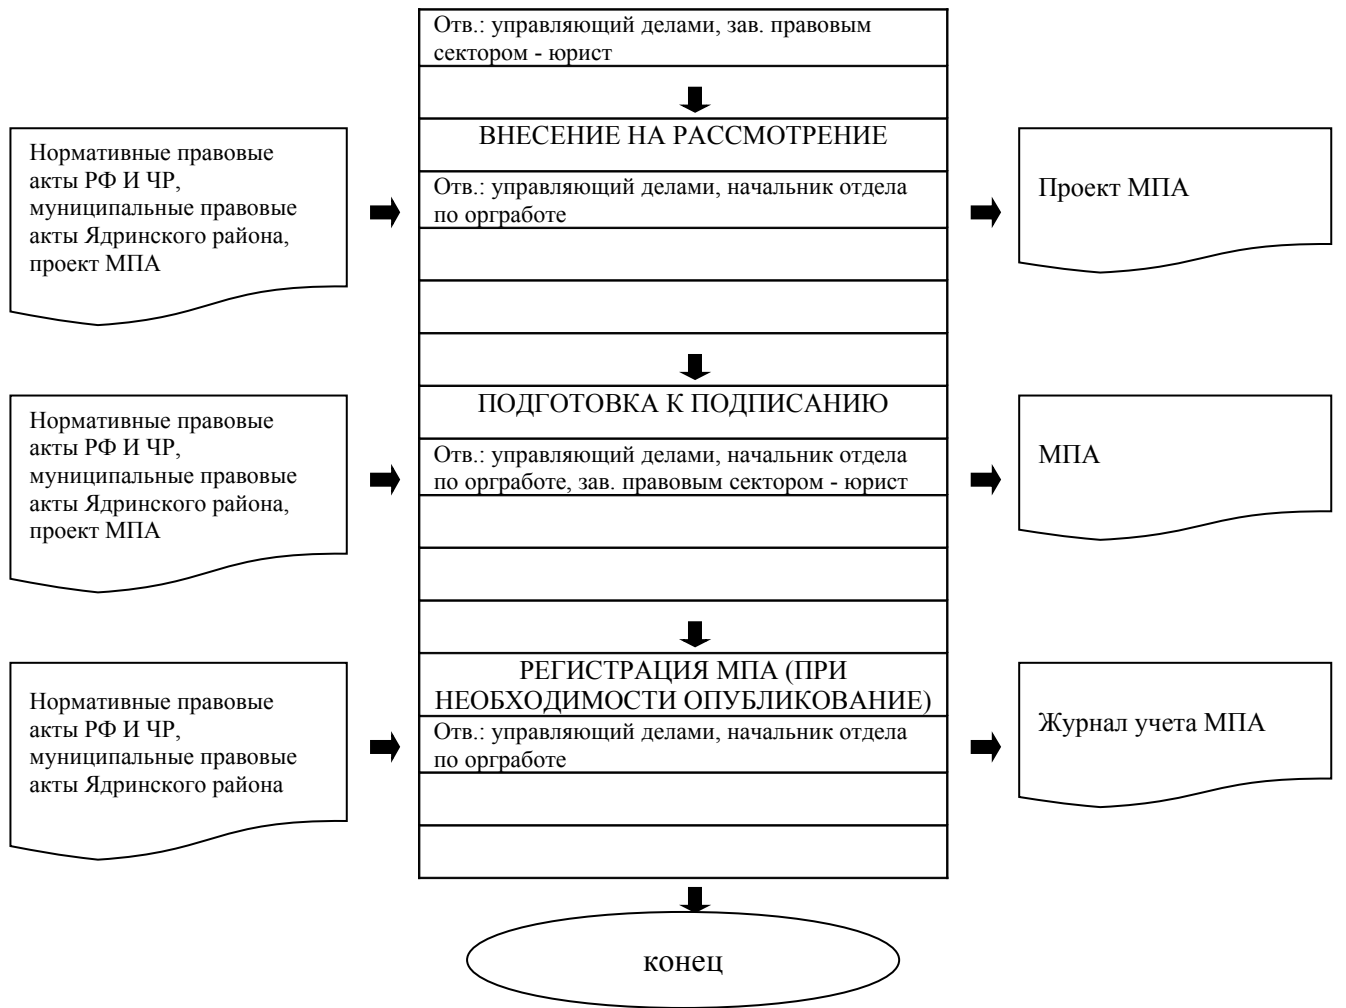 Отв.: управляющий делами, зав. правовым
сектором - юрист
ВНЕСЕНИЕ НА РАССМОТРЕНИЕ
Нормативные правовые
акты РФ И ЧР,
муниципальные правовые
акты Ядринского района,
проект МПА
Отв.: управляющий делами, начальник отдела
по оргработе
Проект МПА
ПОДГОТОВКА К ПОДПИСАНИЮ
Нормативные правовые
акты РФ И ЧР,
муниципальные правовые
акты Ядринского района,
проект МПА
Отв.: управляющий делами, начальник отдела
по оргработе, зав. правовым сектором - юрист
МПА
РЕГИСТРАЦИЯ МПА (ПРИ
НЕОБХОДИМОСТИ ОПУБЛИКОВАНИЕ)
Нормативные правовые
акты РФ И ЧР,
муниципальные правовые
акты Ядринского района
Отв.: управляющий делами, начальник отдела
по оргработе
Журнал учета МПА
конец